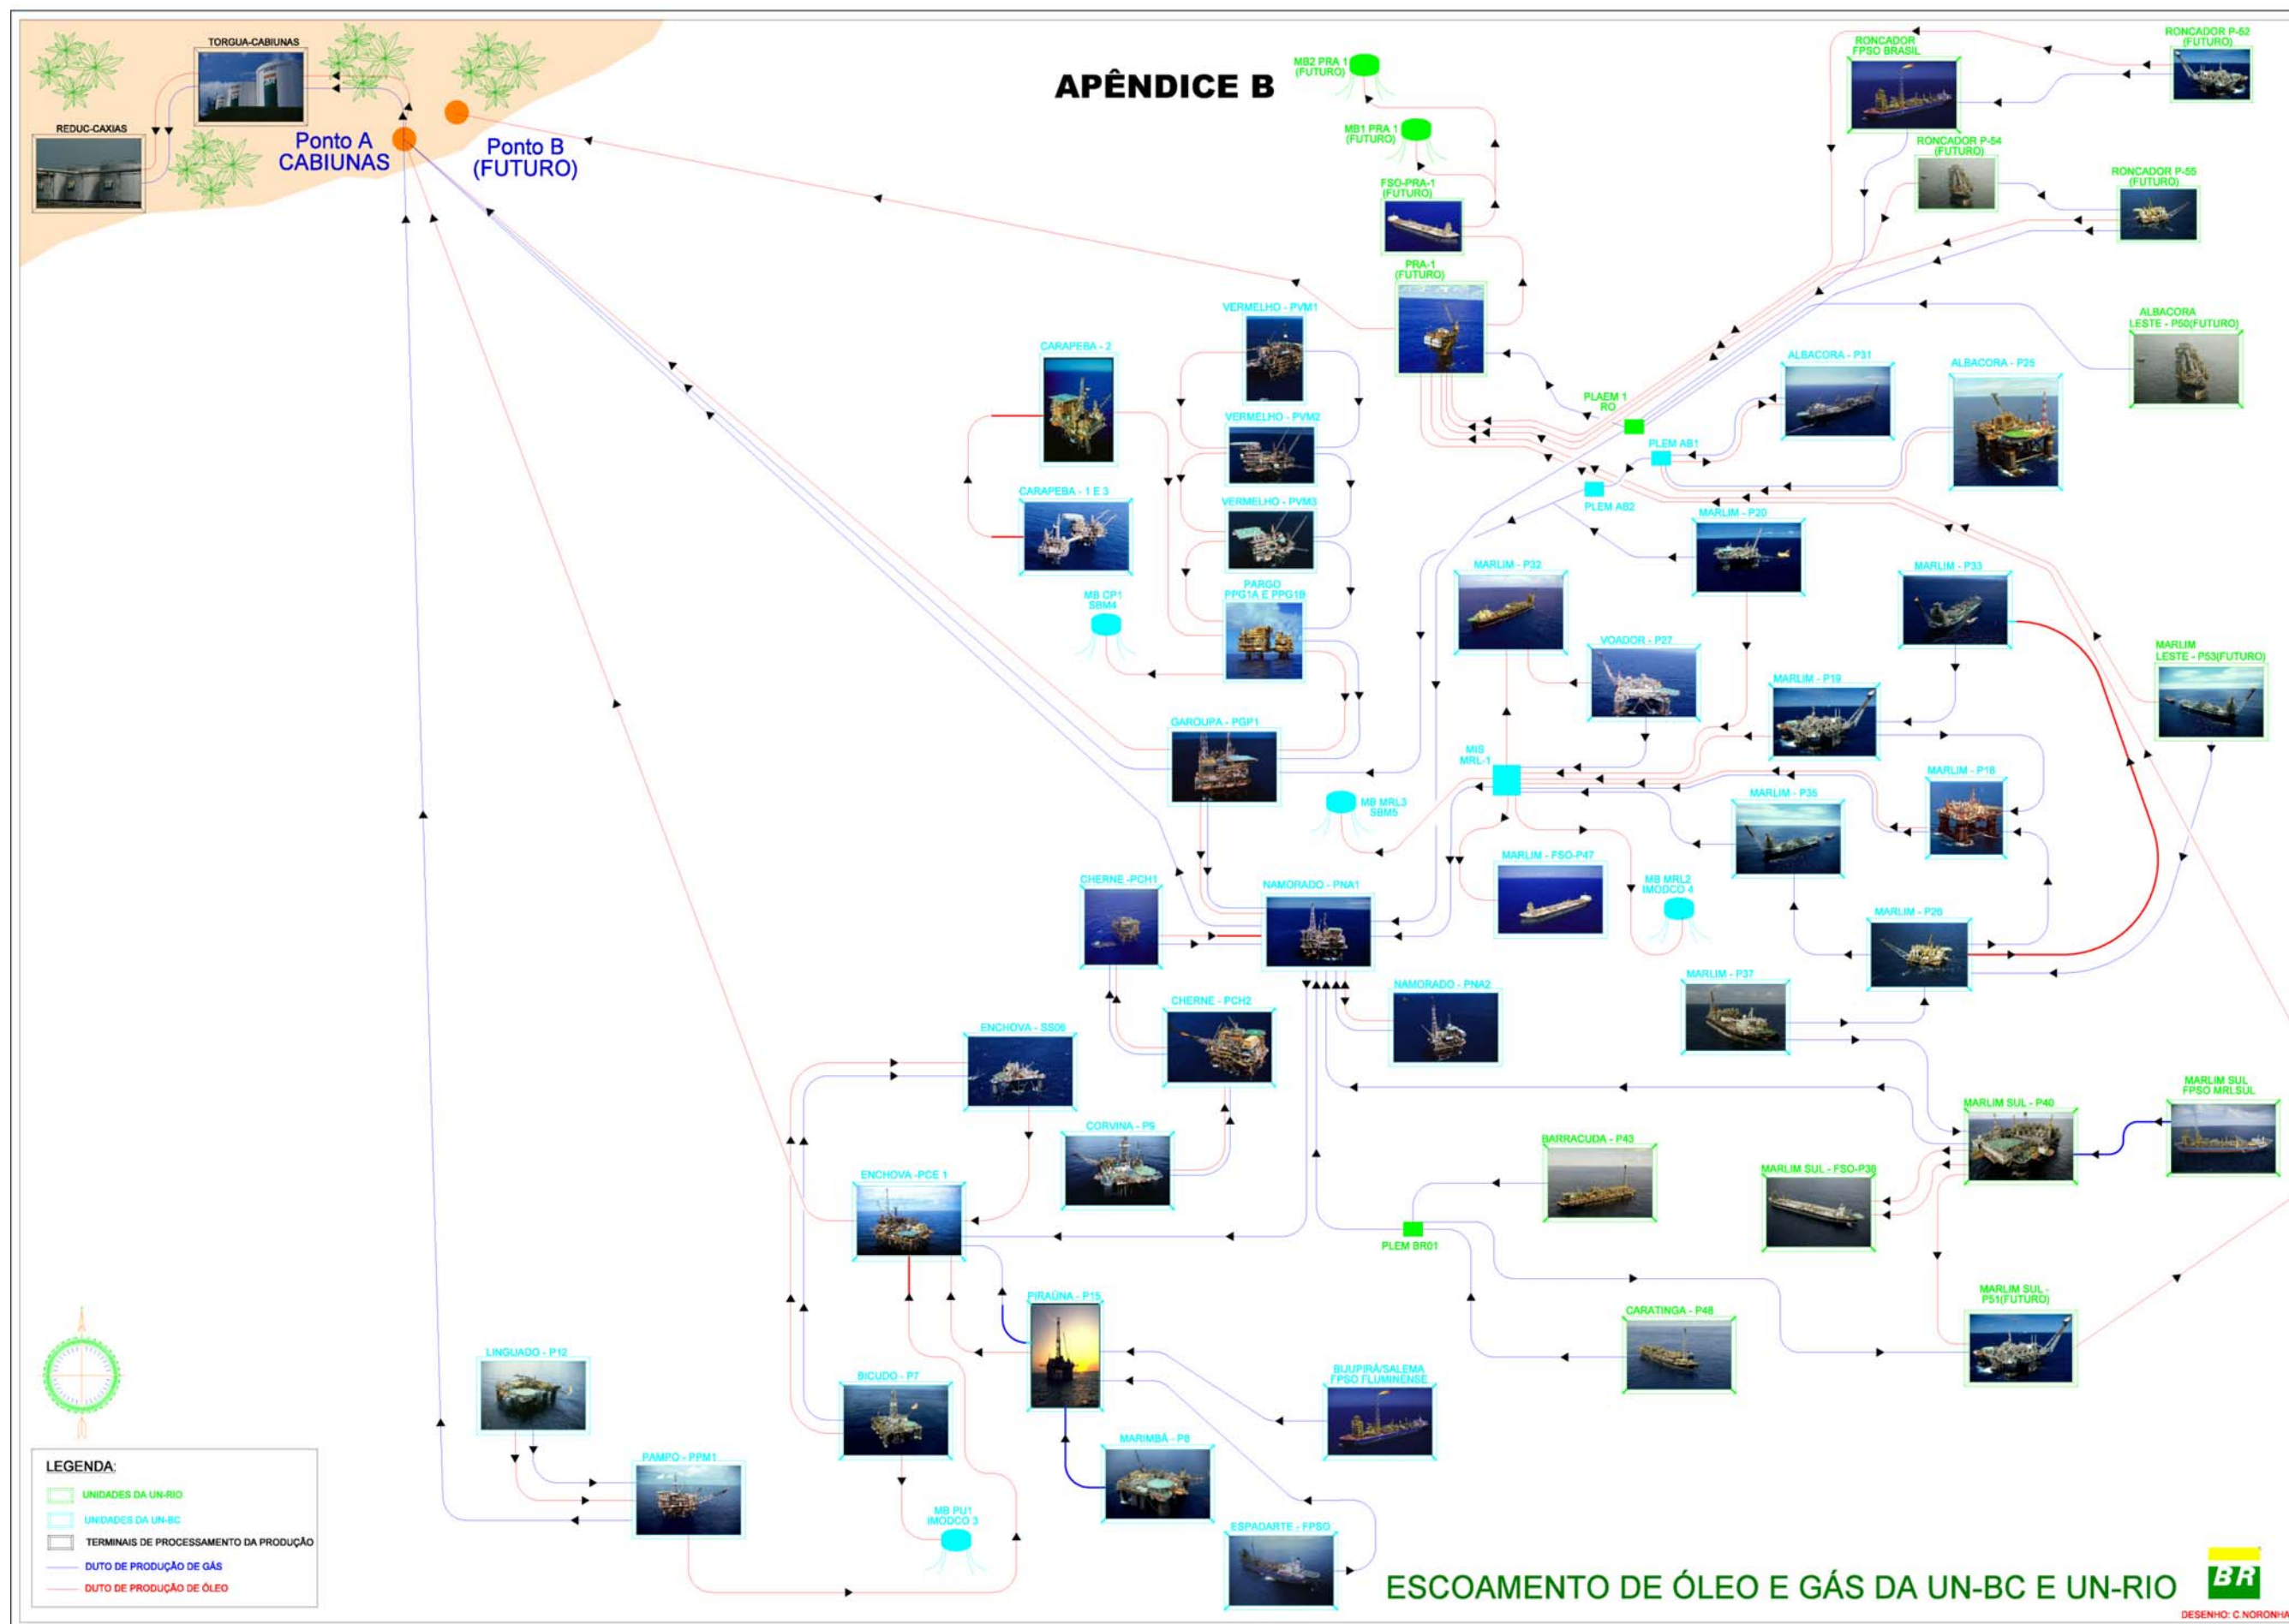 APÊNDICE B
TORGUA-CABIUNAS
REDUC-CAXIAS
Ponto A
CABIUNAS
Ponto B
(FUTURO)
MB2 PRA 1
(FUTURO)
MB1 PRA 1
(FUTURO)
FSO-PRA-1
(FUTURO)
PRA-1
(FUTURO)
RONCADOR
FPSO BRASIL
RONCADOR P-52
(FUTURO)
RONCADOR P-54
(FUTURO)
RONCADOR P-55
(FUTURO)
ALBACORA
LESTE - P50(FUTURO)
VERMELHO - PVM1
CARAPEBA - 2
VERMELHO - PVM2
CARAPEBA - 1 E 3
VERMELHO - PVM3
PARGO
PPG1A E PPG1B
MB CP1
SBM4
GAROUPA - PGP1
PLAEM 1
RO
ALBACORA - P31
ALBACORA - P25
PLEM AB1
PLEM AB2
MARLIM - P20
MARLIM - P32
MARLIM - P33
VOADOR - P27
MARLIM - P19
MARLIM
LESTE - P53(FUTURO)
MIS
MRL-1
MB MRL3
SBM5
MARLIM - P18
MARLIM - P35
MARLIM - FSO-P47
MB MRL2
IMODCO 4
MARLIM - P26
MARLIM - P37
CHERNE -PCH1
NAMORADO - PNA1
NAMORADO - PNA2
CHERNE - PCH2
ENCHOVA - SS06
CORVINA - P9
ENCHOVA -PCE 1
BARRACUDA - P43
MARLIM SUL - P40
MARLIM SUL
FPSO MRLSUL
MARLIM SUL - FSO-P38
PLEM BR01
MARLIM SUL -
P51(FUTURO)
CARATINGA - P48
PIRAÚNA - P15
BIJUPIRÁ/SALEMA
FPSO FLUMINENSE
LINGUADO - P12
BICUDO - P7
MARIMBÁ - P8
PAMPO - PPM1
MB PU1
IMODCO 3
ESPADARTE - FPSO
LEGENDA:
UNIDADES DA UN-RIO
UNIDADES DA UN-BC
TERMINAIS DE PROCESSAMENTO DA PRODUÇÃO
DUTO DE PRODUÇÃO DE GÁS
DUTO DE PRODUÇÃO DE ÓLEO
ESCOAMENTO DE ÓLEO E GÁS DA UN-BC E UN-RIO
BR
DESENHO: C.NORONHA